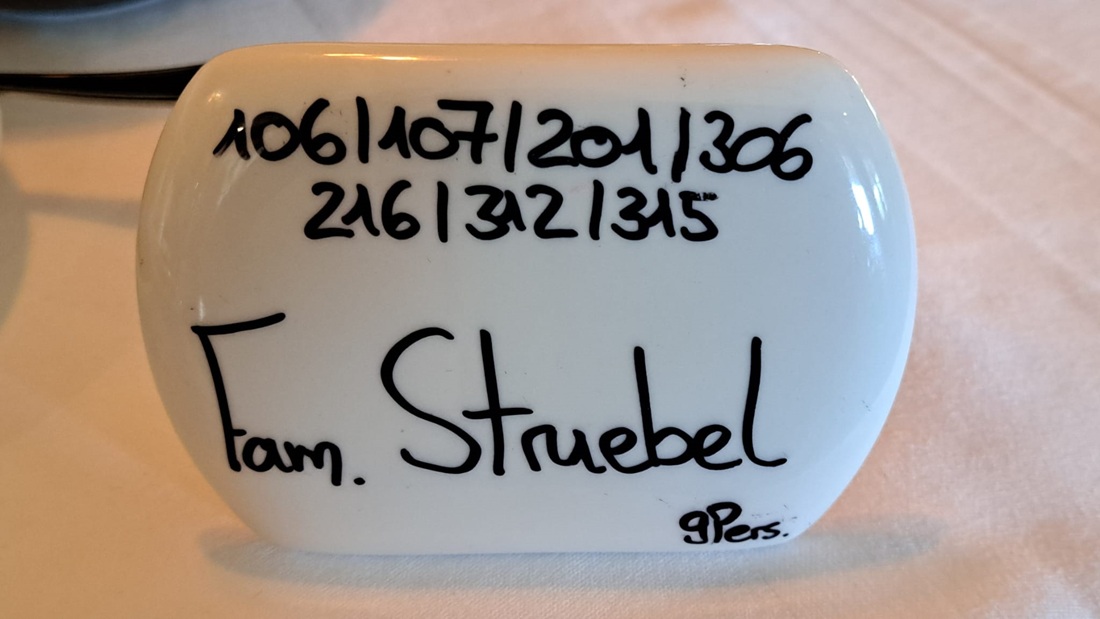 106/107/201/306
216/312/315
Fam. Struebel
9Pers.